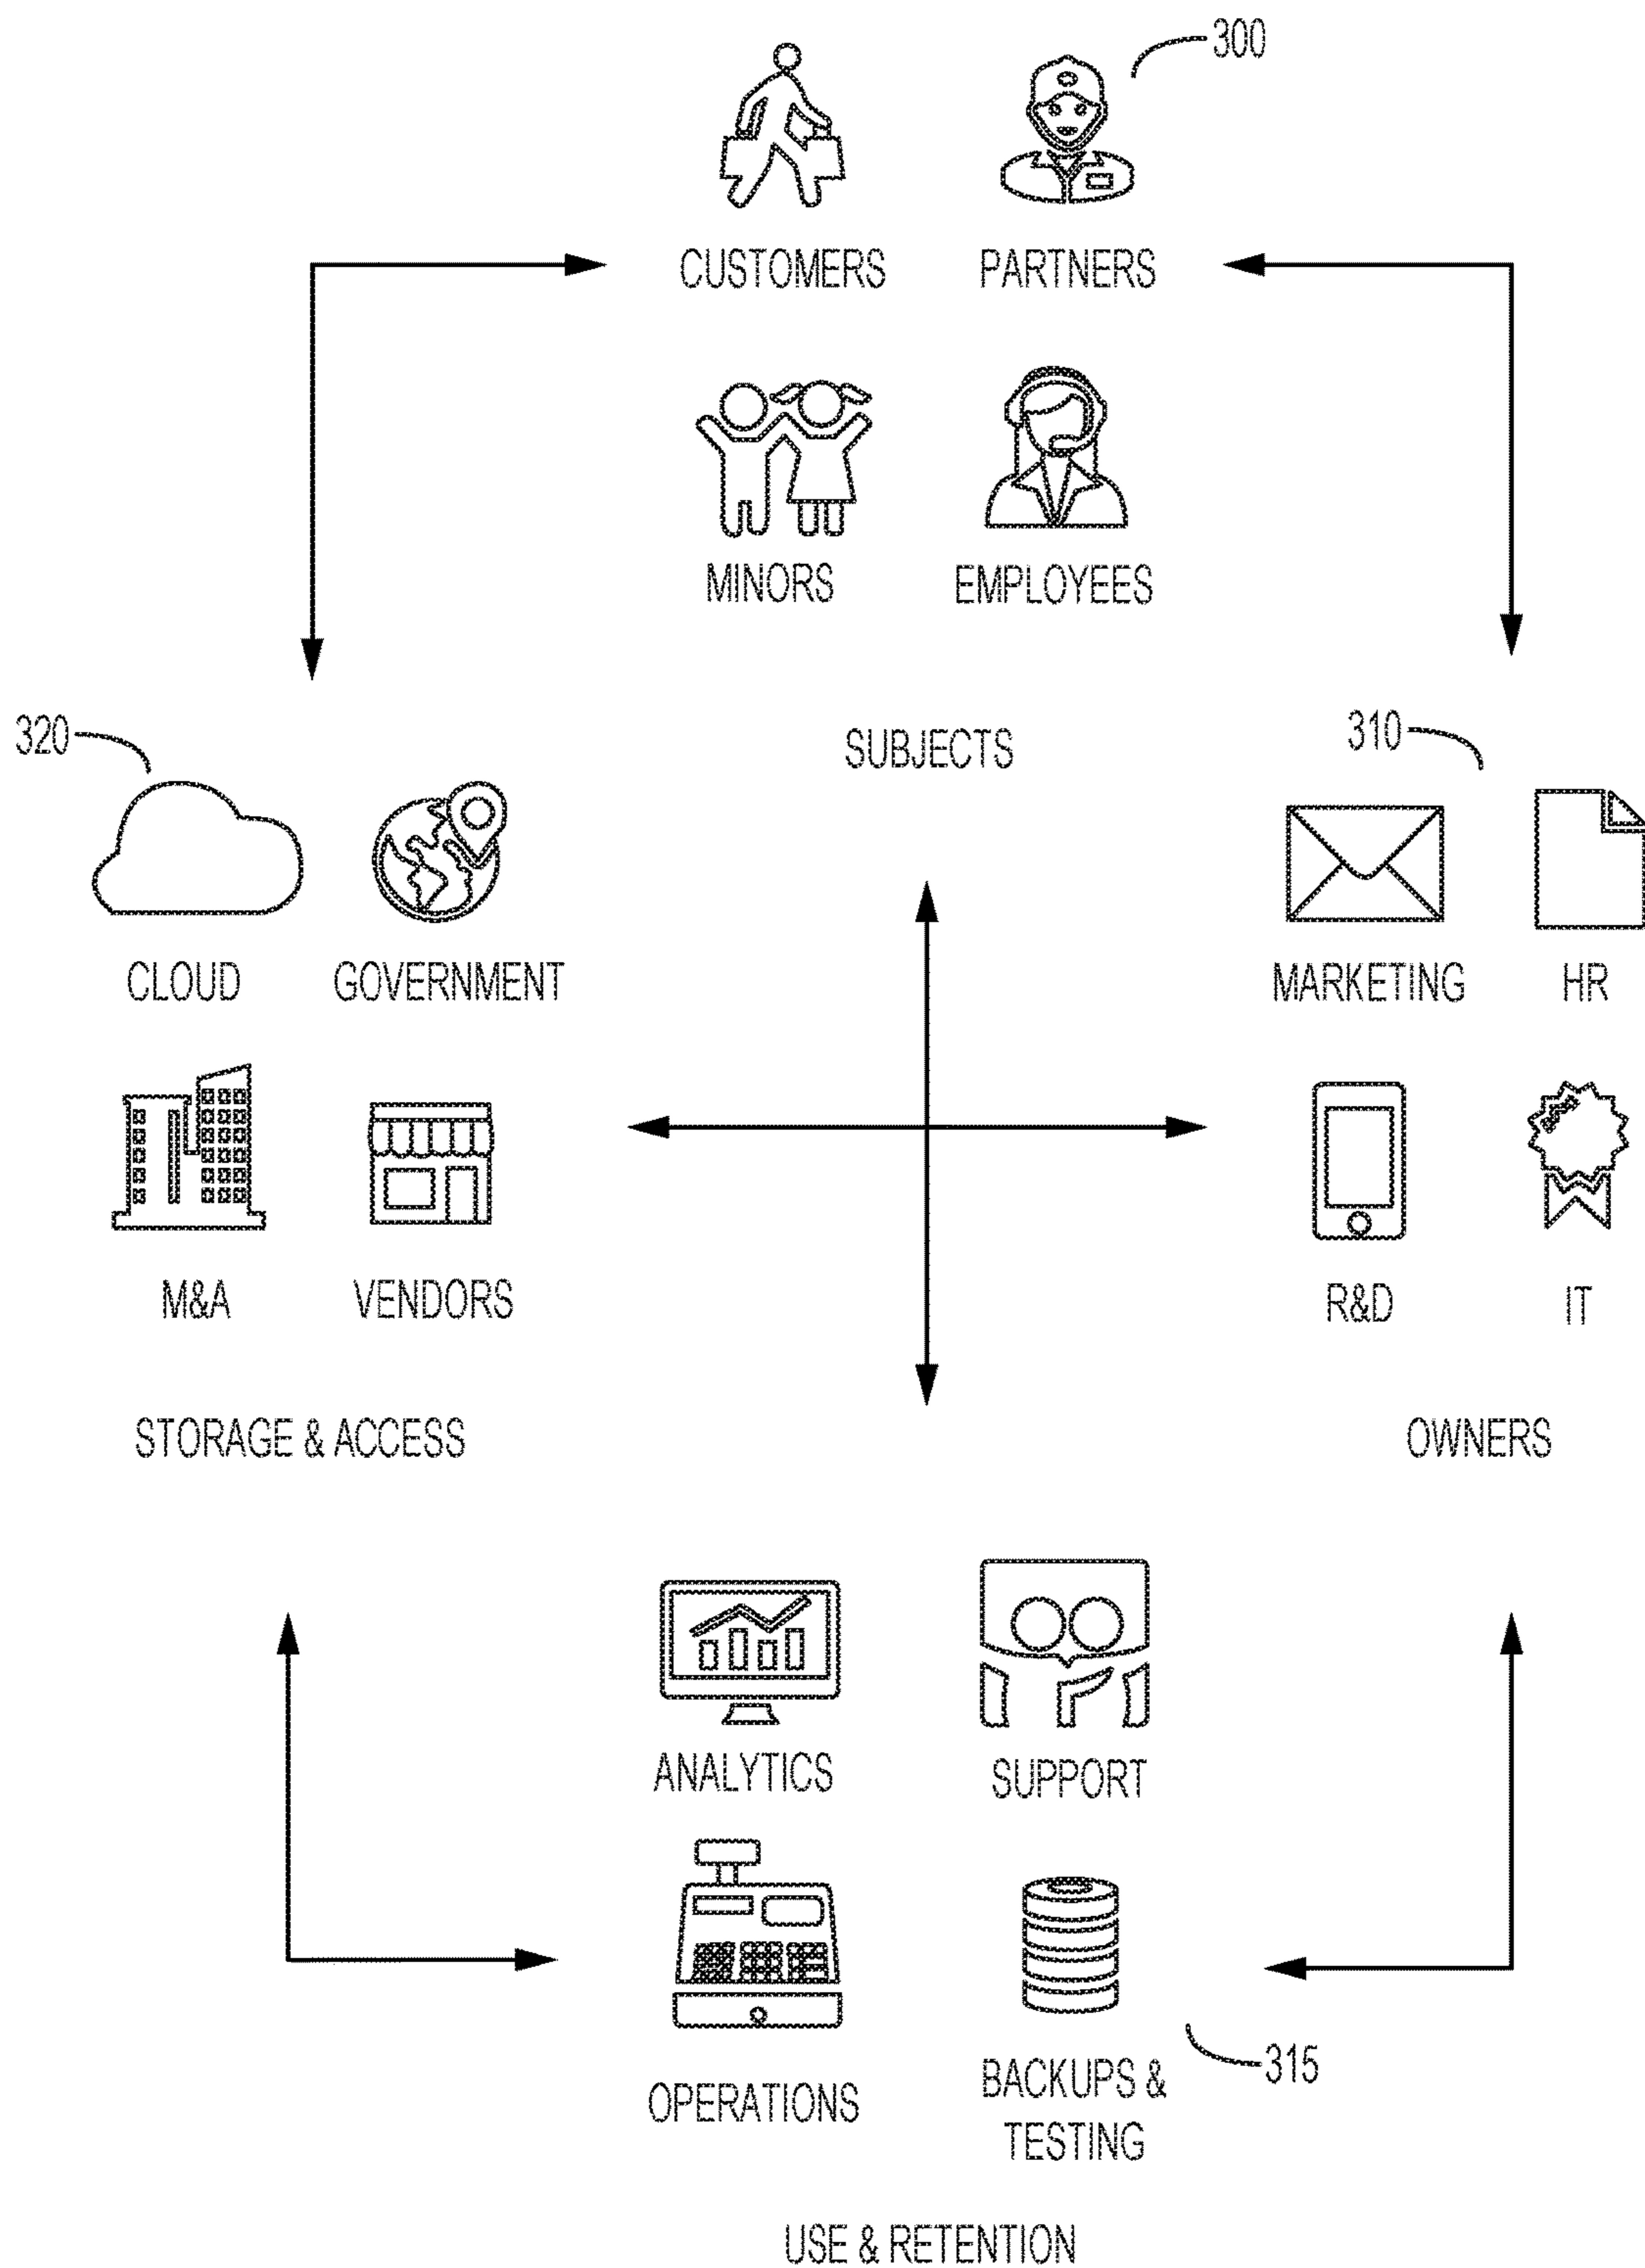 300
CUSTOMERS
PARTNERS
MINORS
EMPLOYEES
SUBJECTS
320
CLOUD
GOVERNMENT
M&A
VENDORS
STORAGE & ACCESS
310
MARKETING
HR
R&D
IT
OWNERS
ANALYTICS
SUPPORT
OPERATIONS
BACKUPS &
TESTING
315
USE & RETENTION